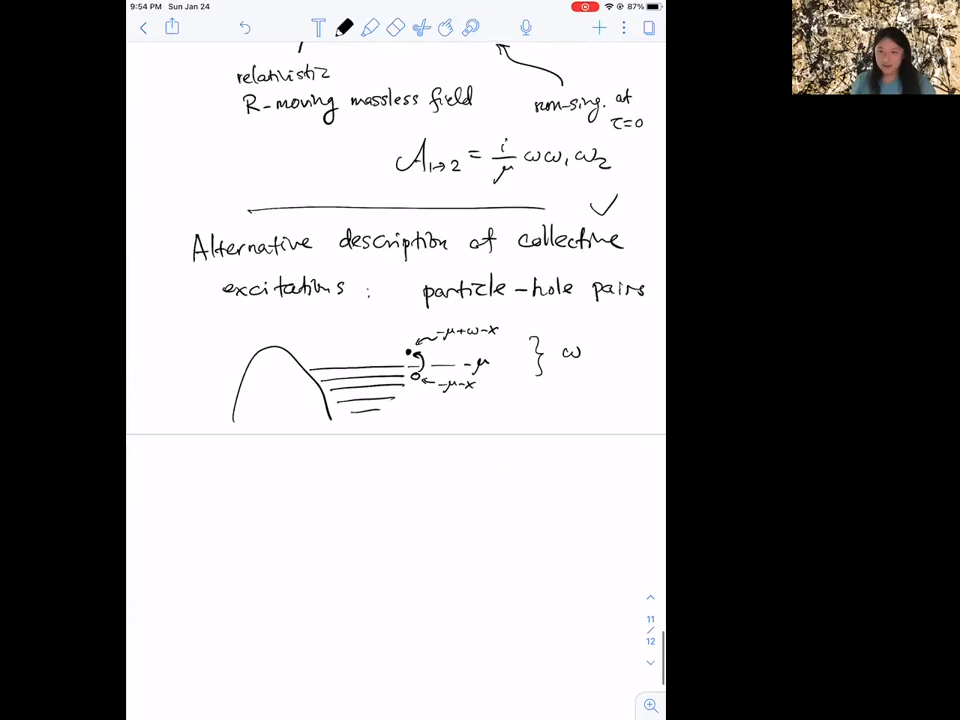 9:54 PM Sun Jan 24
87%
relativistic
R-moving massless field
non-sing. at
τ=0
A1→2 = i/μ ωω1ω2
✓
Alternative description of collective
excitations : particle-hole pairs
-μ+ω-x
-μ
-μ-x
} ω
11
/
12